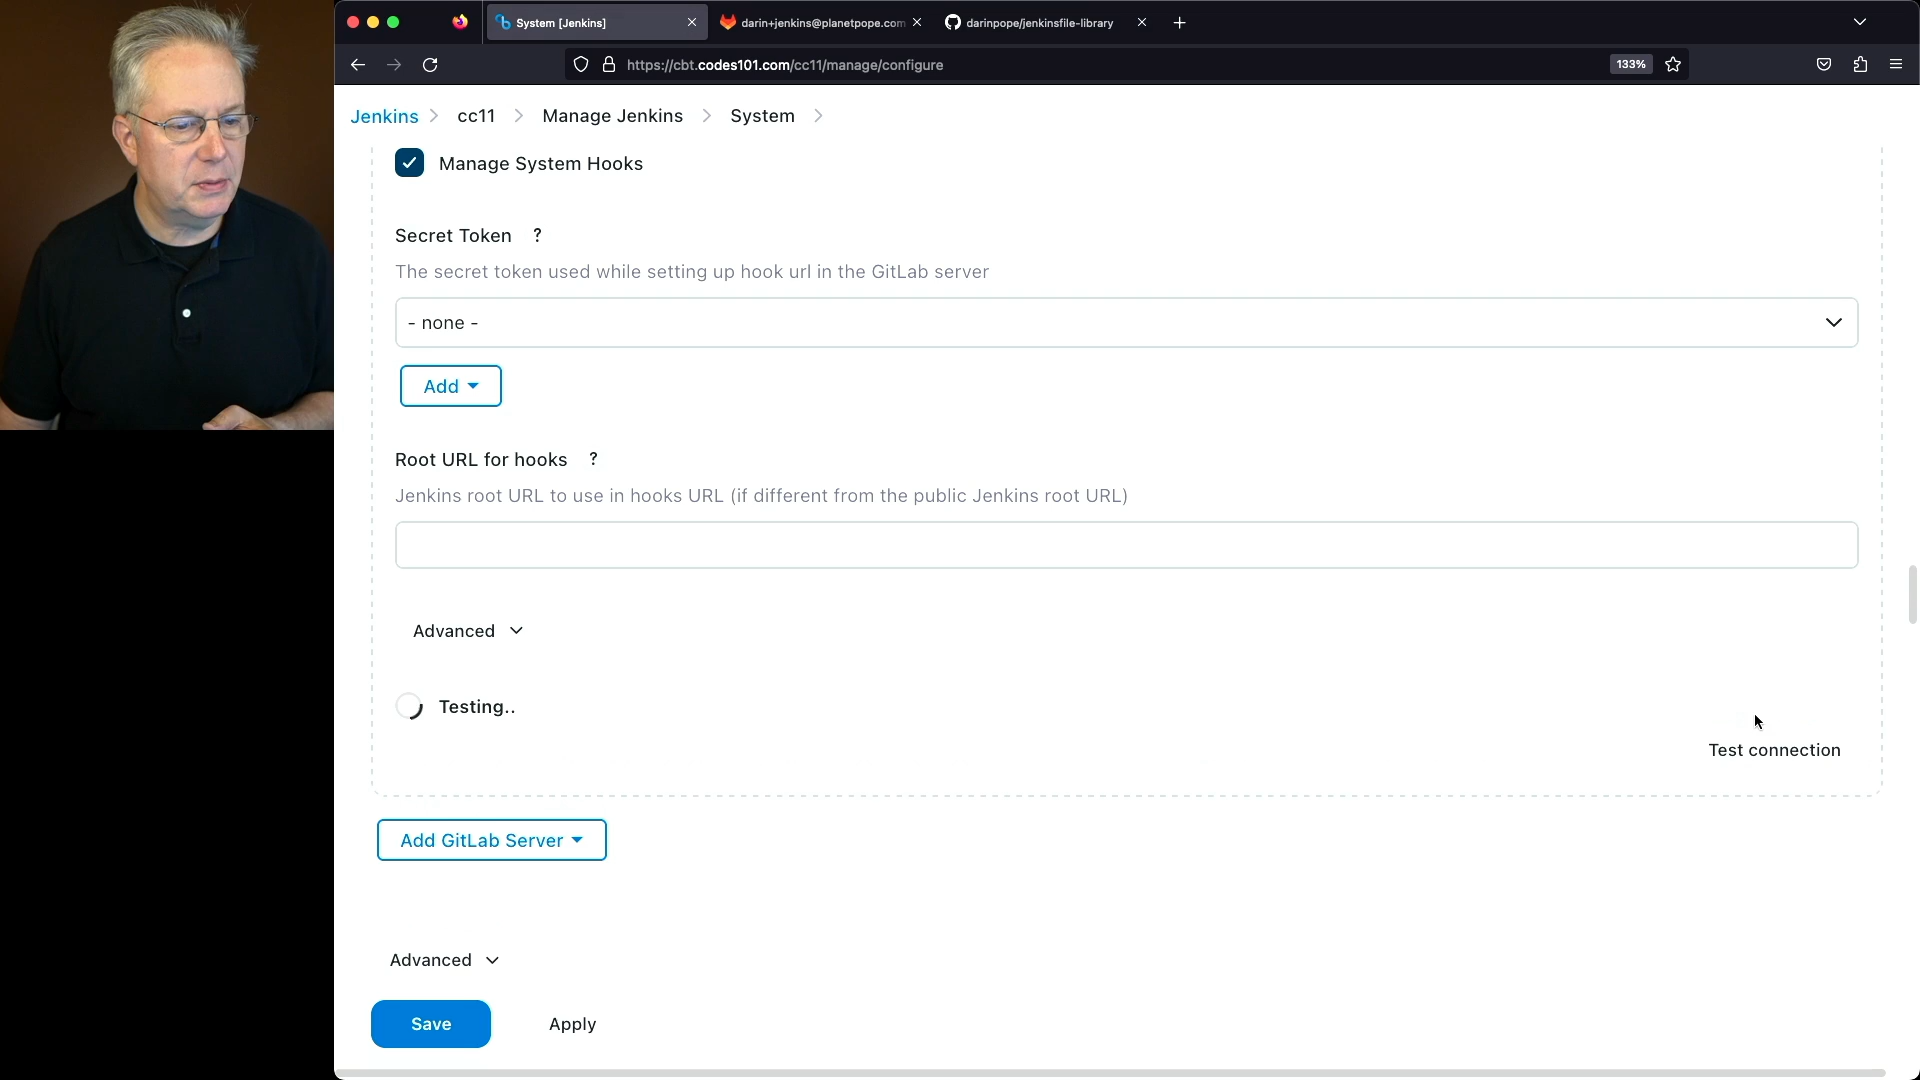 System [Jenkins]
darin+jenkins@planetpope.com
darinpope/jenkinsfile-library
https://cbt.codes101.com/cc11/manage/configure
133%
Jenkins
cc11
Manage Jenkins
System
Manage System Hooks
Secret Token ?
The secret token used while setting up hook url in the GitLab server
- none -
Add
Root URL for hooks ?
Jenkins root URL to use in hooks URL (if different from the public Jenkins root URL)
Advanced
Testing..
Test connection
Add GitLab Server
Advanced
Save
Apply